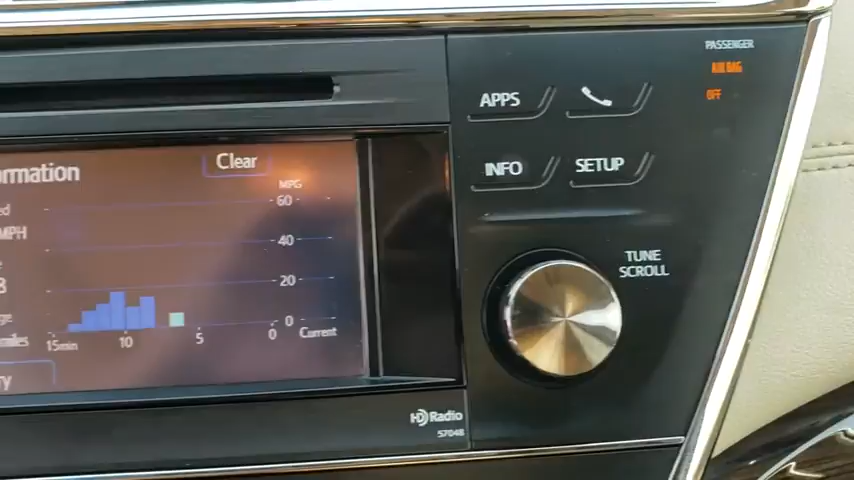 PASSENGER
AIR BAG
OFF
APPS
INFO
SETUP
TUNE
SCROLL
ormation
Clear
MPG
60
MPH
40
20
0
15min
10
5
0
Current
miles
HD Radio
57048